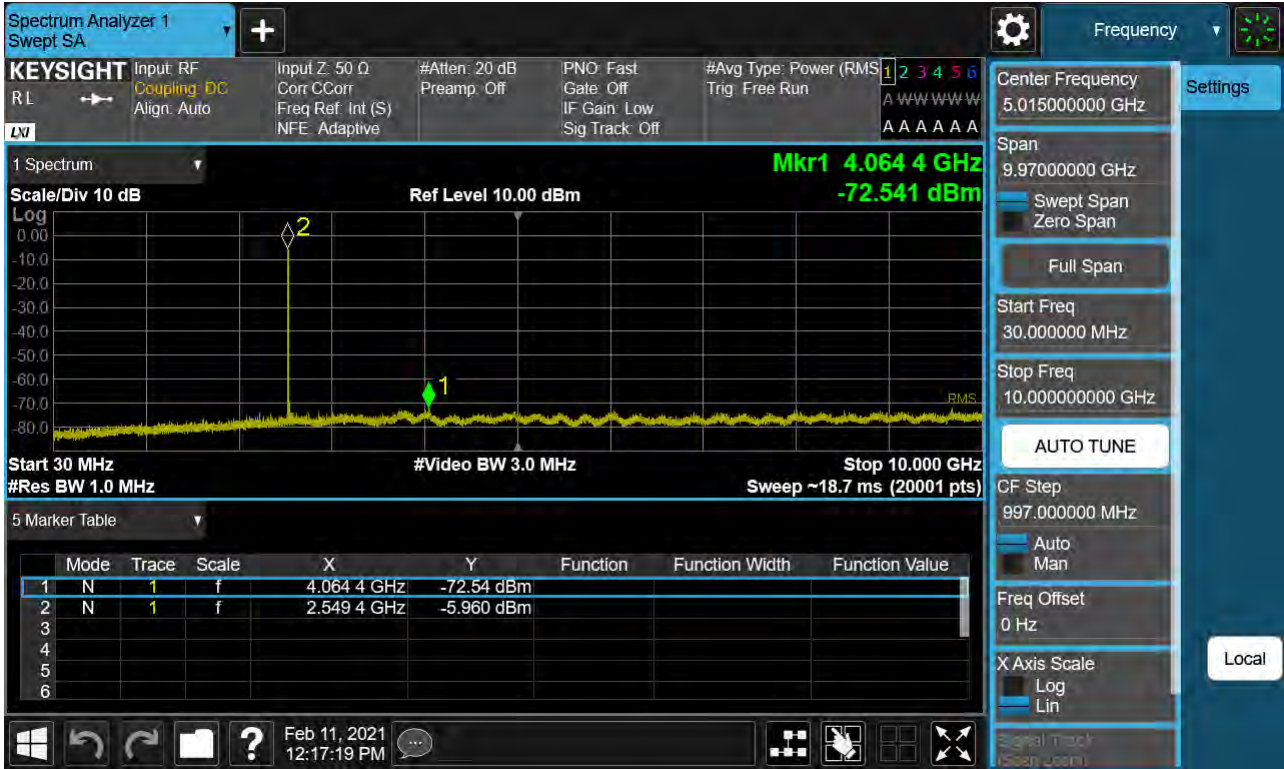 Spectrum Analyzer 1
Swept SA
+
Frequency
KEYSIGHT
RL
LXI
Input: RF
Coupling: DC
Align: Auto
Input Z: 50 Ω
Corr CCorr
Freq Ref: Int (S)
NFE: Adaptive
#Atten: 20 dB
Preamp: Off
PNO: Fast
Gate: Off
IF Gain: Low
Sig Track: Off
#Avg Type: Power (RMS
Trig: Free Run
1 2 3 4 5 6
A W W W W W
A A A A A A
1 Spectrum
Scale/Div 10 dB
Ref Level 10.00 dBm
Mkr1 4.064 4 GHz
-72.541 dBm
Log
0.00
-10.0
-20.0
-30.0
-40.0
-50.0
-60.0
-70.0
-80.0
2
1
RMS
Start 30 MHz
#Video BW 3.0 MHz
Stop 10.000 GHz
#Res BW 1.0 MHz
Sweep ~18.7 ms (20001 pts)
5 Marker Table
Mode Trace Scale X Y Function Function Width Function Value
1 N 1 f 4.064 4 GHz -72.54 dBm
2 N 1 f 2.549 4 GHz -5.960 dBm
3
4
5
6
Feb 11, 2021
12:17:19 PM
?
Center Frequency
5.015000000 GHz
Settings
Span
9.97000000 GHz
Swept Span
Zero Span
Full Span
Start Freq
30.000000 MHz
Stop Freq
10.000000000 GHz
AUTO TUNE
CF Step
997.000000 MHz
Auto
Man
Freq Offset
0 Hz
X Axis Scale
Log
Lin
Local
Signal Track
(Span Zoom)